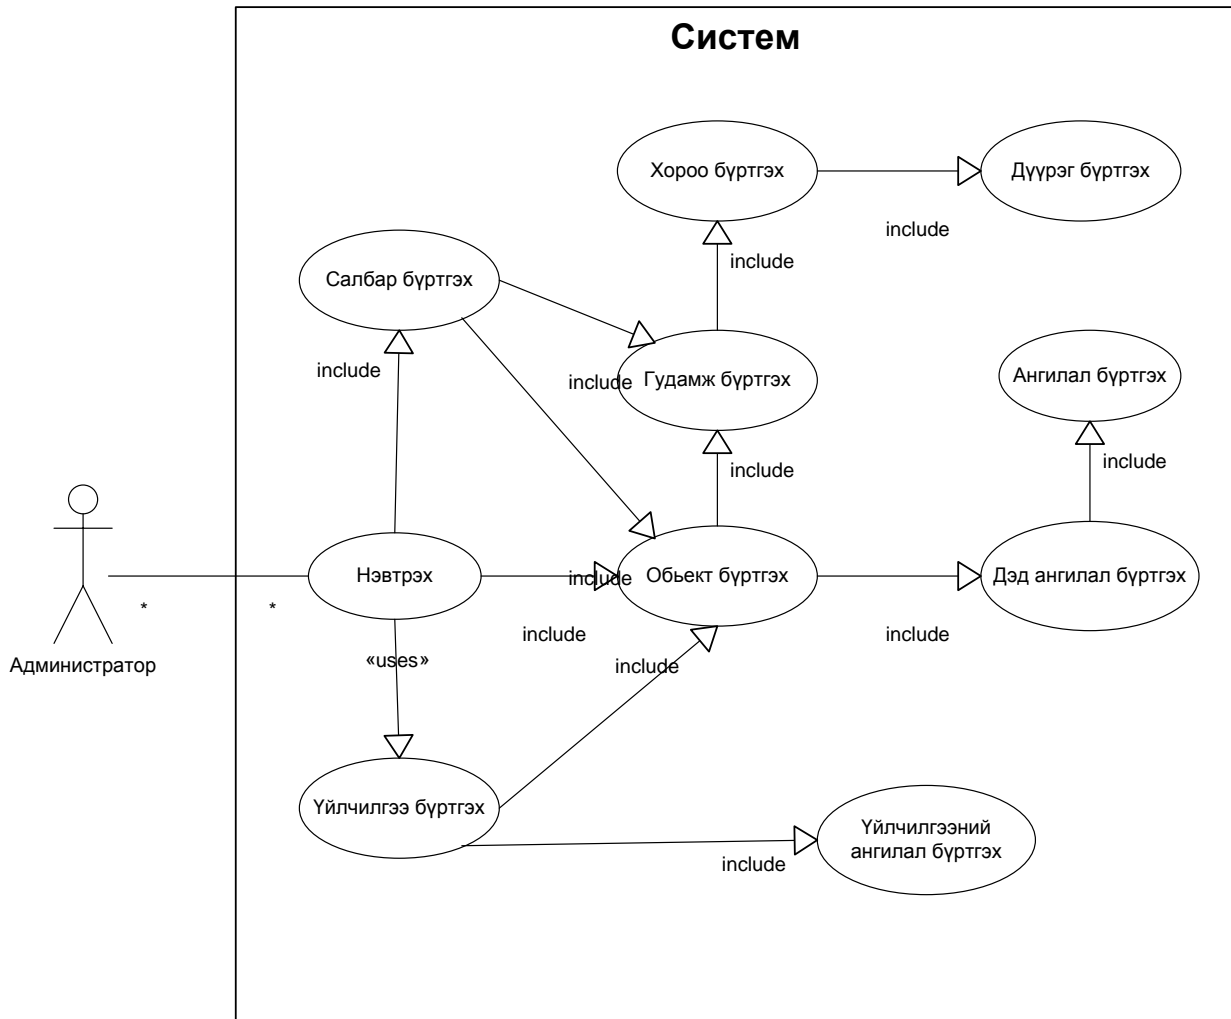 Систем
Хороо бүртгэх
Дүүрэг бүртгэх
include
include
Салбар бүртгэх
include
include
Гудамж бүртгэх
Ангилал бүртгэх
include
include
Нэвтрэх
include
Обьект бүртгэх
Дэд ангилал бүртгэх
*
*
include
include
Администратор
«uses»
include
Үйлчилгээ бүртгэх
Үйлчилгээний
ангилал бүртгэх
include